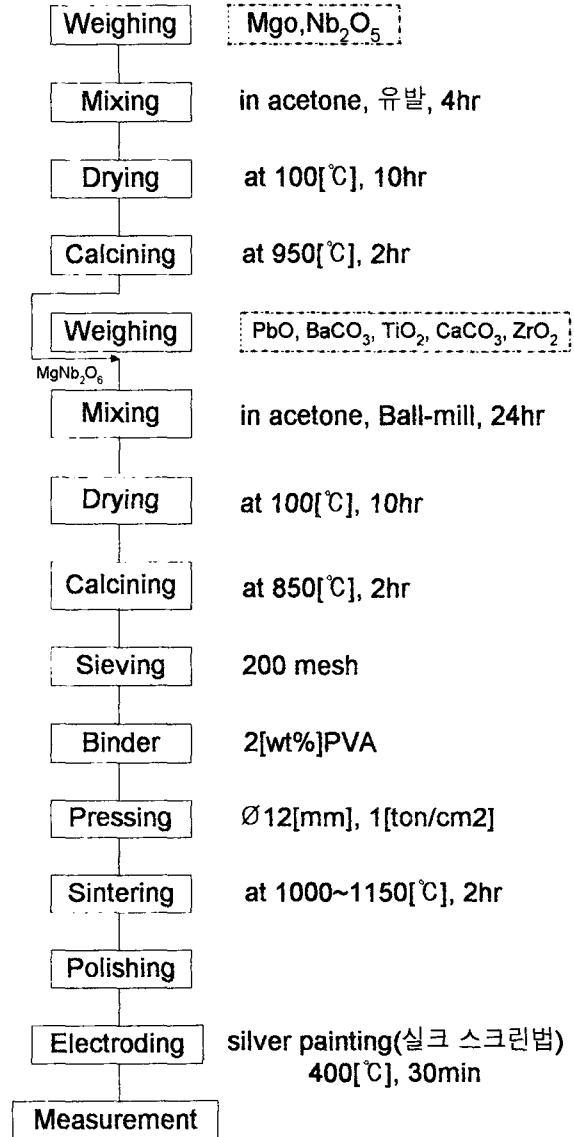 Weighing Mgo,Nb₂O₅
Mixing in acetone, 유발, 4hr
Drying at 100[℃], 10hr
Calcining at 950[℃], 2hr
Weighing PbO, BaCO₃, TiO₂, CaCO₃, ZrO₂
MgNb₂O₆
Mixing in acetone, Ball-mill, 24hr
Drying at 100[℃], 10hr
Calcining at 850[℃], 2hr
Sieving 200 mesh
Binder 2[wt%]PVA
Pressing ∅12[mm], 1[ton/cm2]
Sintering at 1000~1150[℃], 2hr
Polishing
Electroding silver painting(실크 스크린법)
400[℃], 30min
Measurement